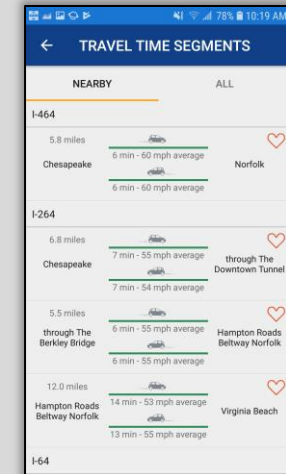 78% 10:19 AM
TRAVEL TIME SEGMENTS
NEARBY ALL
I-464
5.8 miles
Chesapeake
6 min - 60 mph average
6 min - 60 mph average
Norfolk
I-264
6.8 miles
Chesapeake
7 min - 55 mph average
7 min - 54 mph average
through The
Downtown Tunnel
5.5 miles
through The
Berkley Bridge
6 min - 55 mph average
6 min - 55 mph average
Hampton Roads
Beltway Norfolk
12.0 miles
Hampton Roads
Beltway Norfolk
14 min - 53 mph average
13 min - 55 mph average
Virginia Beach
I-64